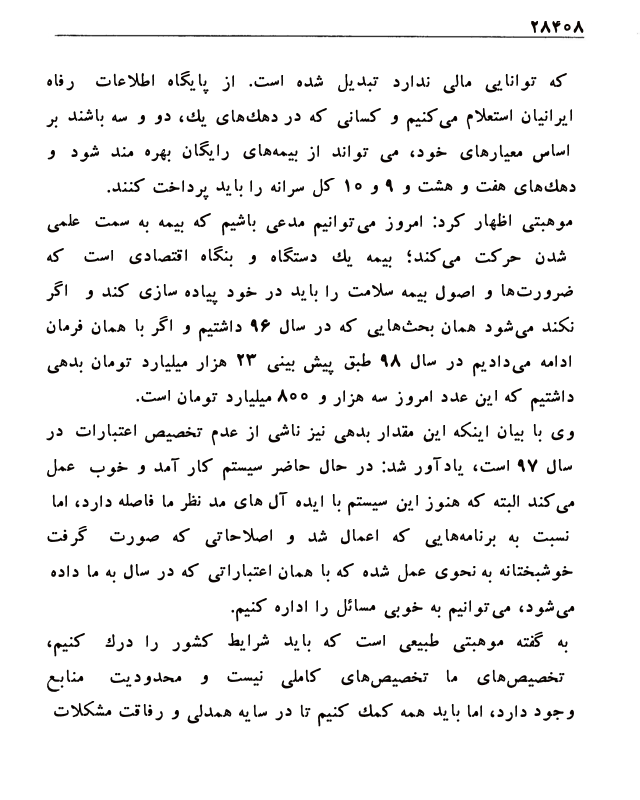 ۲۸۴۰۸
که توانایی مالی ندارد تبدیل شده است. از پایگاه اطلاعات رفاه
ایرانیان استعلام می‌کنیم و کسانی که در دهك‌های یك، دو و سه باشند بر
اساس معیارهای خود، می تواند از بیمه‌های رایگان بهره مند شود و
دهك‌های هفت و هشت و ۹ و ۱۰ کل سرانه را باید پرداخت کنند.
موهبتی اظهار کرد: امروز می‌توانیم مدعی باشیم که بیمه به سمت علمی
شدن حرکت می‌کند؛ بیمه یك دستگاه و بنگاه اقتصادی است که
ضرورت‌ها و اصول بیمه سلامت را باید در خود پیاده سازی کند و اگر
نکند می‌شود همان بحث‌هایی که در سال ۹۶ داشتیم و اگر با همان فرمان
ادامه می‌دادیم در سال ۹۸ طبق پیش بینی ۲۳ هزار میلیارد تومان بدهی
داشتیم که این عدد امروز سه هزار و ۸۰۰ میلیارد تومان است.
وی با بیان اینکه این مقدار بدهی نیز ناشی از عدم تخصیص اعتبارات در
سال ۹۷ است، یادآور شد: در حال حاضر سیستم کار آمد و خوب عمل
می‌کند البته که هنوز این سیستم با ایده آل های مد نظر ما فاصله دارد، اما
نسبت به برنامه‌هایی که اعمال شد و اصلاحاتی که صورت گرفت
خوشبختانه به نحوی عمل شده که با همان اعتباراتی که در سال به ما داده
می‌شود، می‌توانیم به خوبی مسائل را اداره کنیم.
به گفته موهبتی طبیعی است که باید شرایط کشور را درك کنیم،
تخصیص‌های ما تخصیص‌های کاملی نیست و محدودیت منابع
وجود دارد، اما باید همه کمك کنیم تا در سایه همدلی و رفاقت مشکلات